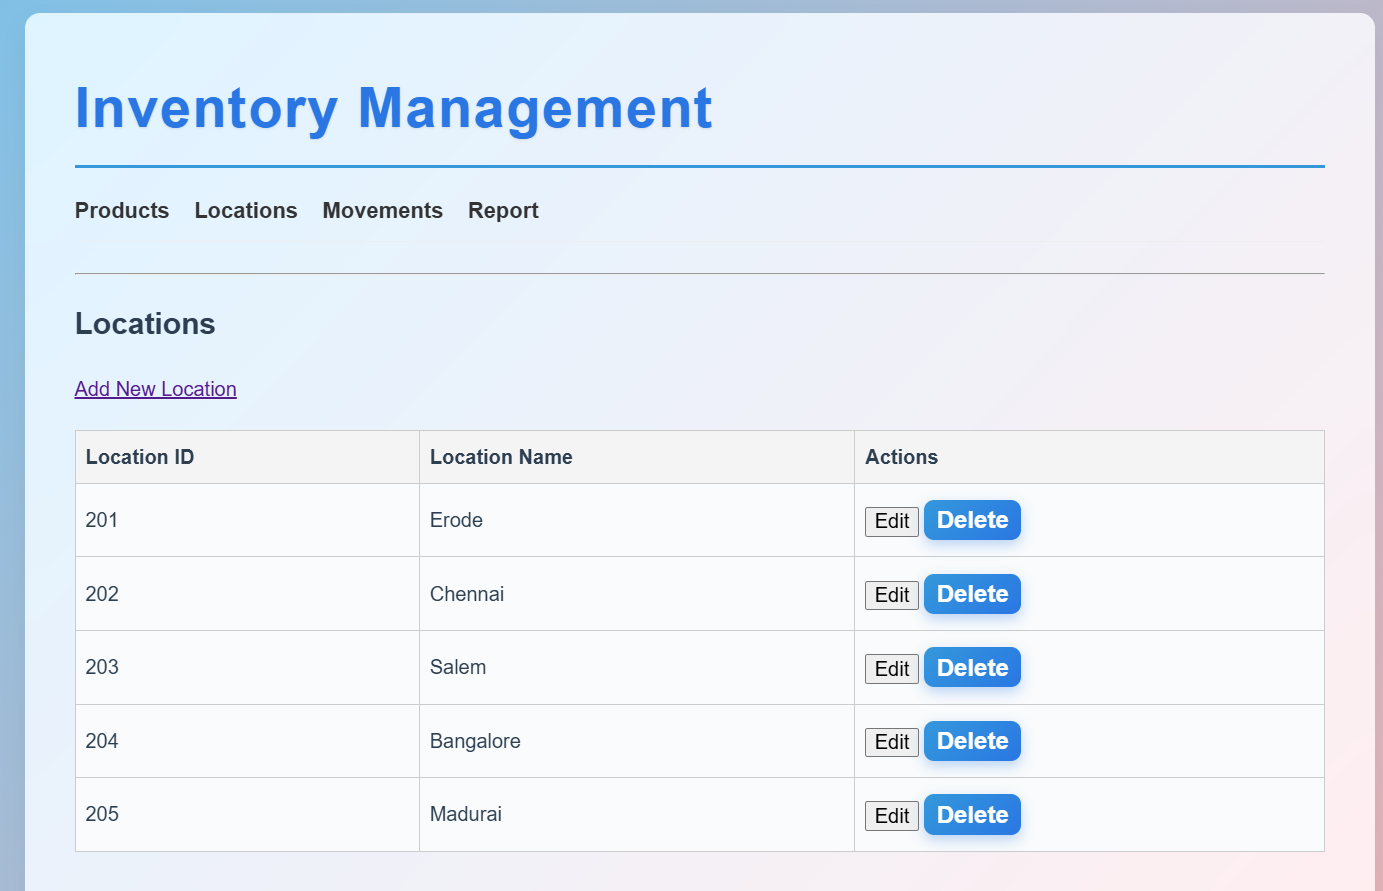 Inventory Management
Products Locations Movements Report
Locations
Add New Location
Location ID Location Name Actions
201 Erode Edit Delete
202 Chennai Edit Delete
203 Salem Edit Delete
204 Bangalore Edit Delete
205 Madurai Edit Delete